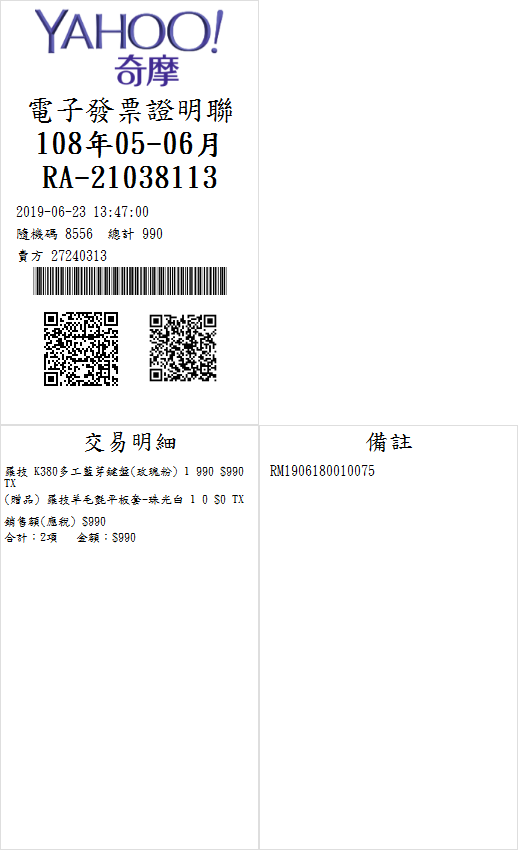 YAHOO!
奇摩
電子發票證明聯
108年05-06月
RA-21038113
2019-06-23 13:47:00
隨機碼 8556 總計 990
賣方 27240313
交易明細
羅技 K380多工藍芽鍵盤(玫瑰粉) 1 990 $990
TX
(贈品) 羅技羊毛氈平板套-珠光白 1 0 $0 TX
銷售額(應稅) $990
合計：2項 金額：$990
備註
RM1906180010075